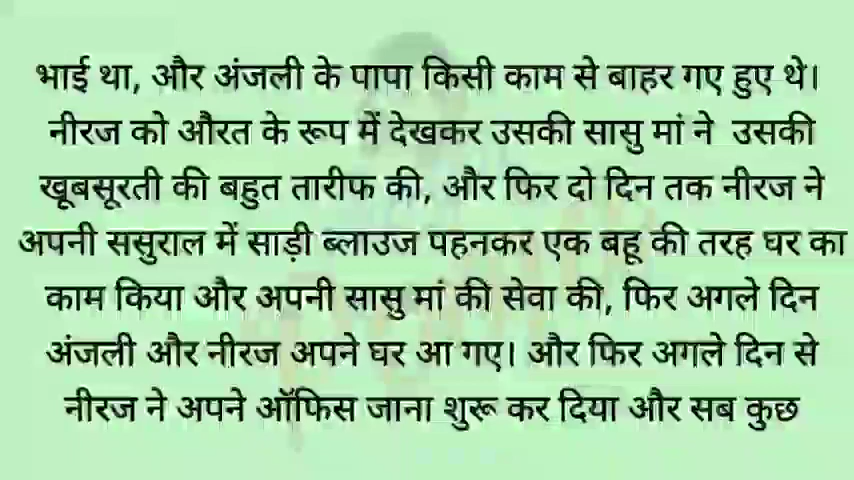 भाई था, और अंजली के पापा किसी काम से बाहर गए हुए थे।
नीरज को औरत के रूप में देखकर उसकी सासु मां ने उसकी
खूबसूरती की बहुत तारीफ की, और फिर दो दिन तक नीरज ने
अपनी ससुराल में साड़ी ब्लाउज पहनकर एक बहू की तरह घर का
काम किया और अपनी सासु मां की सेवा की, फिर अगले दिन
अंजली और नीरज अपने घर आ गए। और फिर अगले दिन से
नीरज ने अपने ऑफिस जाना शुरू कर दिया और सब कुछ